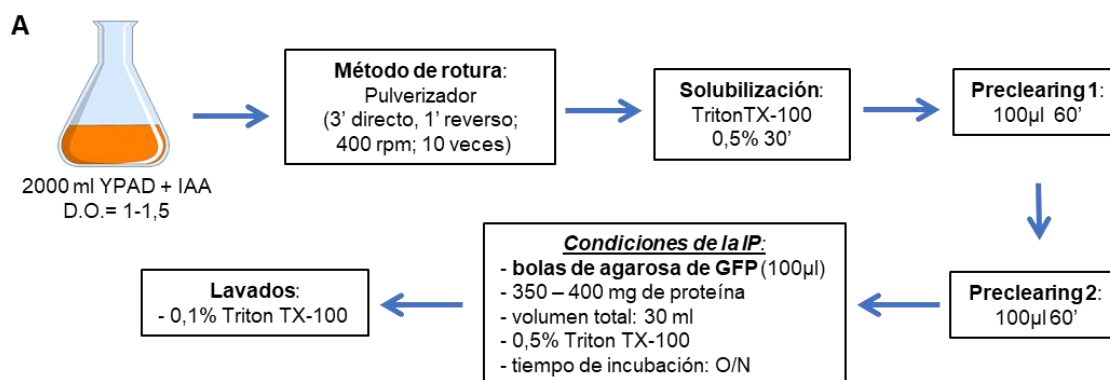 A
2000 ml YPAD + IAA
D.O.= 1-1,5
Método de rotura:
Pulverizador
(3’ directo, 1’ reverso;
400 rpm; 10 veces)
Solubilización:
TritonTX-100
0,5% 30’
Preclearing 1:
100µl 60’
Preclearing 2:
100µl 60’
Condiciones de la IP:
- bolas de agarosa de GFP (100µl)
- 350 – 400 mg de proteína
- volumen total: 30 ml
- 0,5% Triton TX-100
- tiempo de incubación: O/N
Lavados:
- 0,1% Triton TX-100